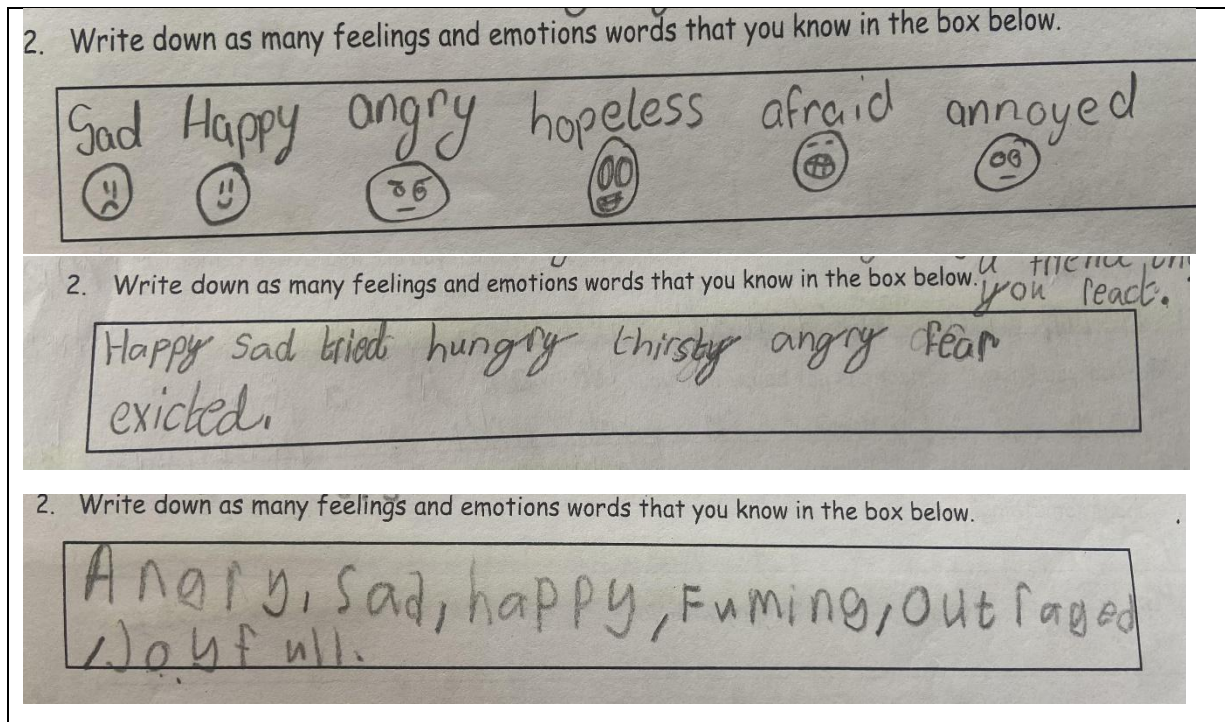 2. Write down as many feelings and emotions words that you know in the box below.
Sad Happy angry hopeless afraid annoyed
2. Write down as many feelings and emotions words that you know in the box below.
you react.
Happy sad tried hungry thirsty angry fear
exicted.
2. Write down as many feelings and emotions words that you know in the box below.
Angry, Sad, happy, Fuming, Outraged
Joyfull.